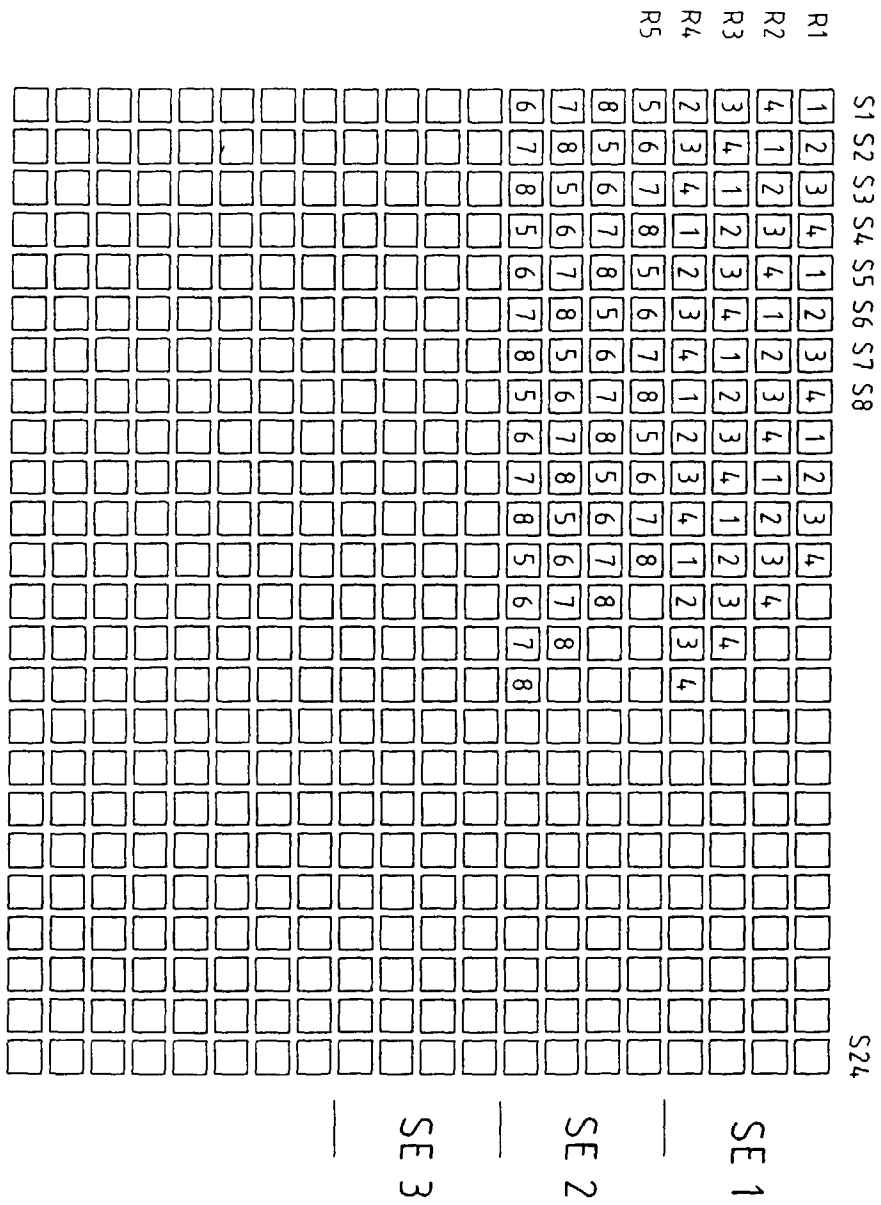 S1 S2 S3 S4 S5 S6 S7 S8 S24
R1 1 2 3 4 1 2 3 4 1 2 3 4
R2 4 1 2 3 4 1 2 3 4 1 2 3 4
R3 3 4 1 2 3 4 1 2 3 4 1 2 3 4
R4 2 3 4 1 2 3 4 1 2 3 4 1 2 3 4
SE 1
R5 5 6 7 8 5 6 7 8 5 6 7 8
8 5 6 7 8 5 6 7 8 5 6 7 8
7 8 5 6 7 8 5 6 7 8 5 6 7 8
6 7 8 5 6 7 8 5 6 7 8 5 6 7 8
SE 2
SE 3